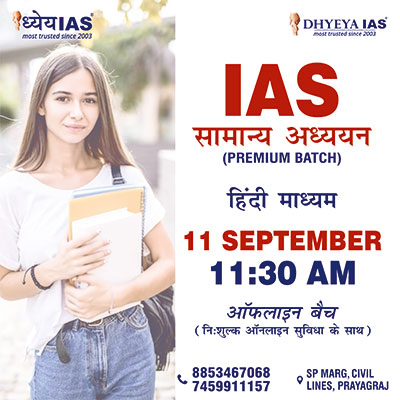 ध्येयIAS®
most trusted since 2003
DHYEYA IAS®
most trusted since 2003
IAS
सामान्य अध्ययन
(PREMIUM BATCH)
हिंदी माध्यम
11 SEPTEMBER
11:30 AM
ऑफलाइन बैच
( नि:शुल्क ऑनलाइन सुविधा के साथ )
8853467068
7459911157
SP MARG, CIVIL
LINES, PRAYAGRAJ